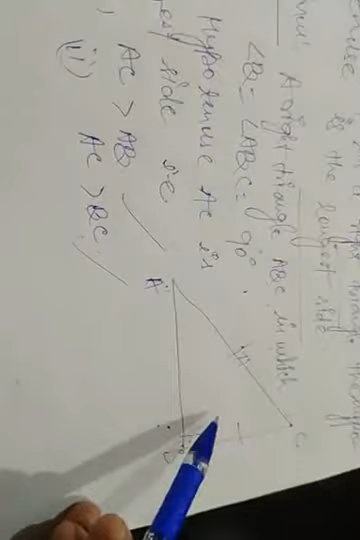 is the longest side
A right triangle ABC in which
∠B = ∠ABC = 90°.
Hypotenuse AC is
side i.e
AC > AB
(ii) AC > BC.
A
C
B